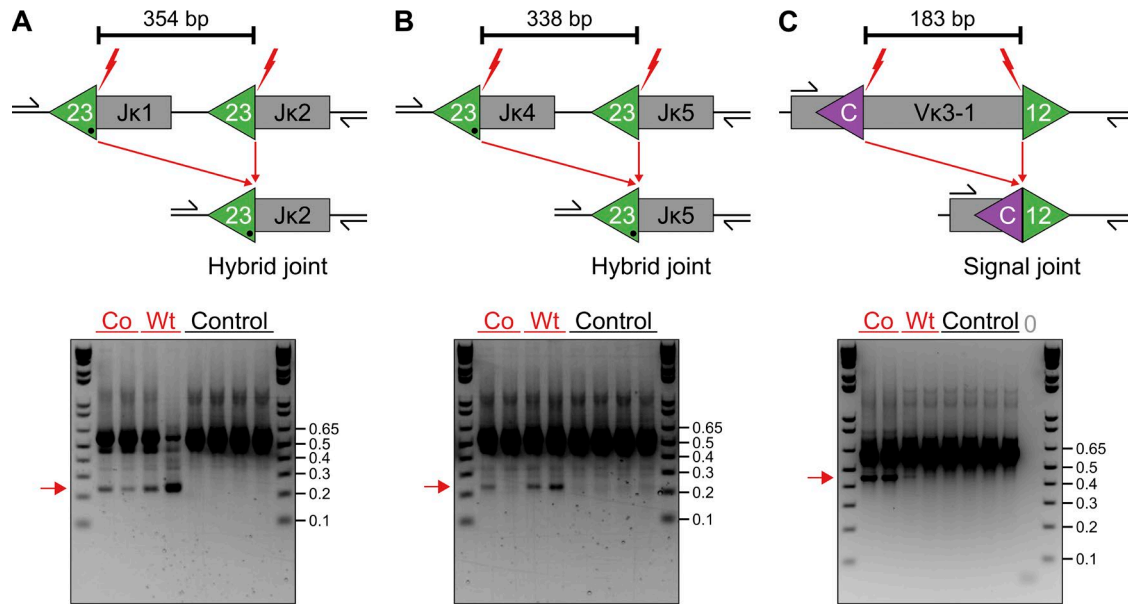 A
354 bp
23
Jκ1
23
Jκ2
23
Jκ2
Hybrid joint
Co Wt Control
0.65
0.5
0.4
0.3
0.2
0.1
B
338 bp
23
Jκ4
23
Jκ5
23
Jκ5
Hybrid joint
Co Wt Control
0.65
0.5
0.4
0.3
0.2
0.1
C
183 bp
C
Vκ3-1
12
C
12
Signal joint
Co Wt Control 0
0.65
0.5
0.4
0.3
0.2
0.1